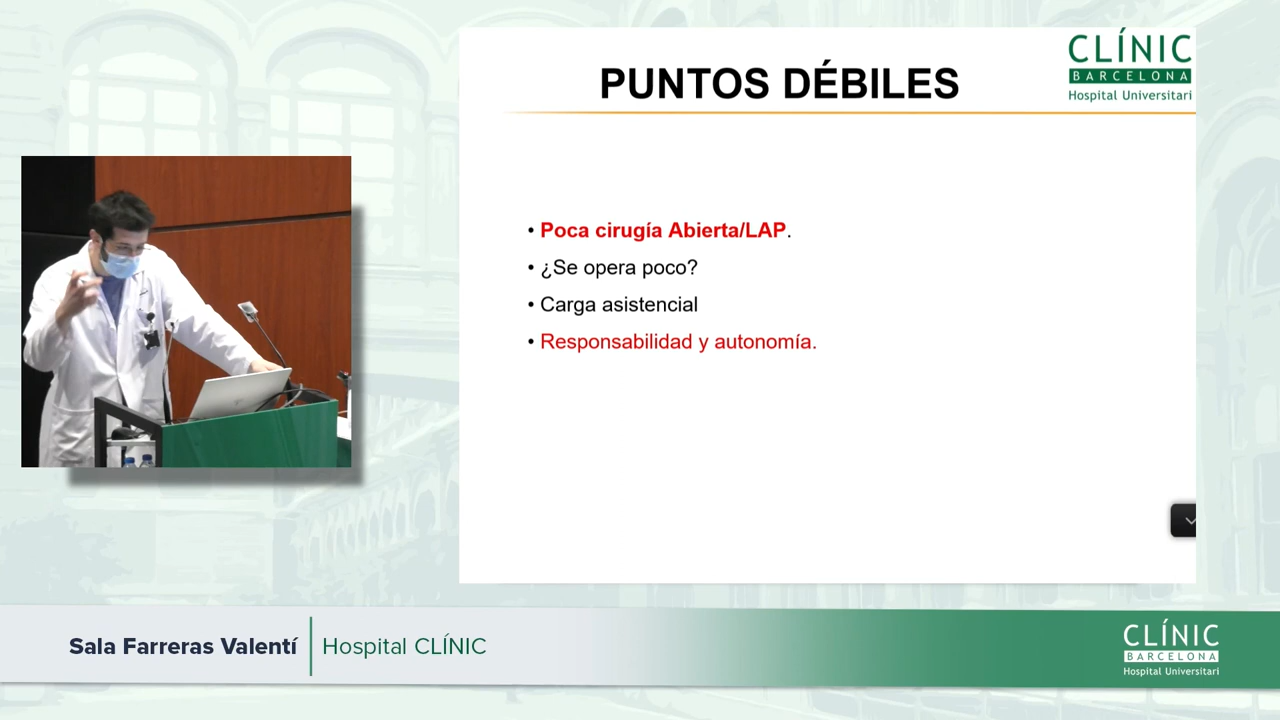 PUNTOS DÉBILES
CLÍNIC
BARCELONA
Hospital Universitari
• Poca cirugía Abierta/LAP.
• ¿Se opera poco?
• Carga asistencial
• Responsabilidad y autonomía.
Sala Farreras Valentí
Hospital CLÍNIC
CLÍNIC
BARCELONA
Hospital Universitari